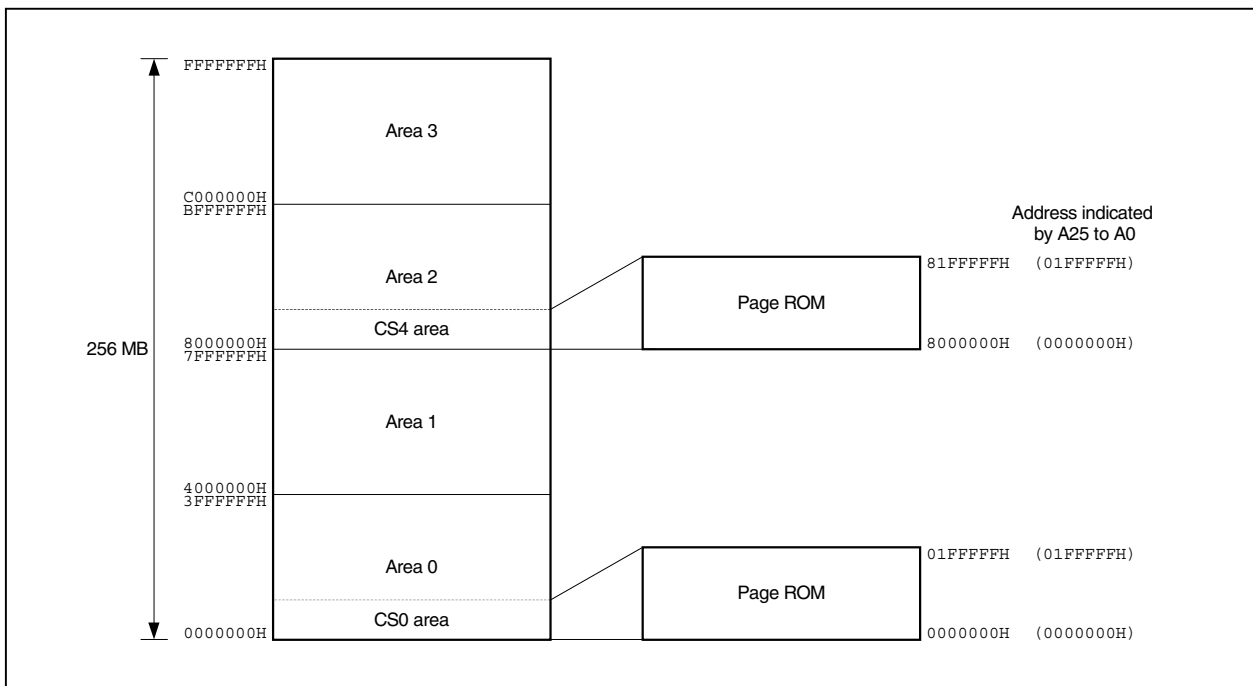 FFFFFFFH
Area 3
C000000H
BFFFFFFH
Address indicated
by A25 to A0
Area 2
81FFFFFH (01FFFFFH)
Page ROM
CS4 area
256 MB
8000000H
7FFFFFFH
8000000H (0000000H)
Area 1
4000000H
3FFFFFFH
Area 0
01FFFFFH (01FFFFFH)
Page ROM
CS0 area
0000000H
0000000H (0000000H)